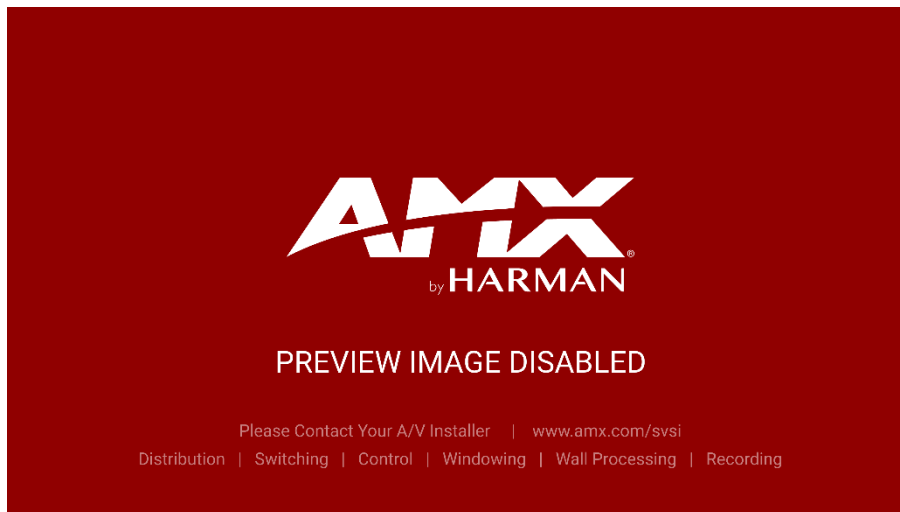 AMX®
by HARMAN
PREVIEW IMAGE DISABLED
Please Contact Your A/V Installer | www.amx.com/svsi
Distribution | Switching | Control | Windowing | Wall Processing | Recording